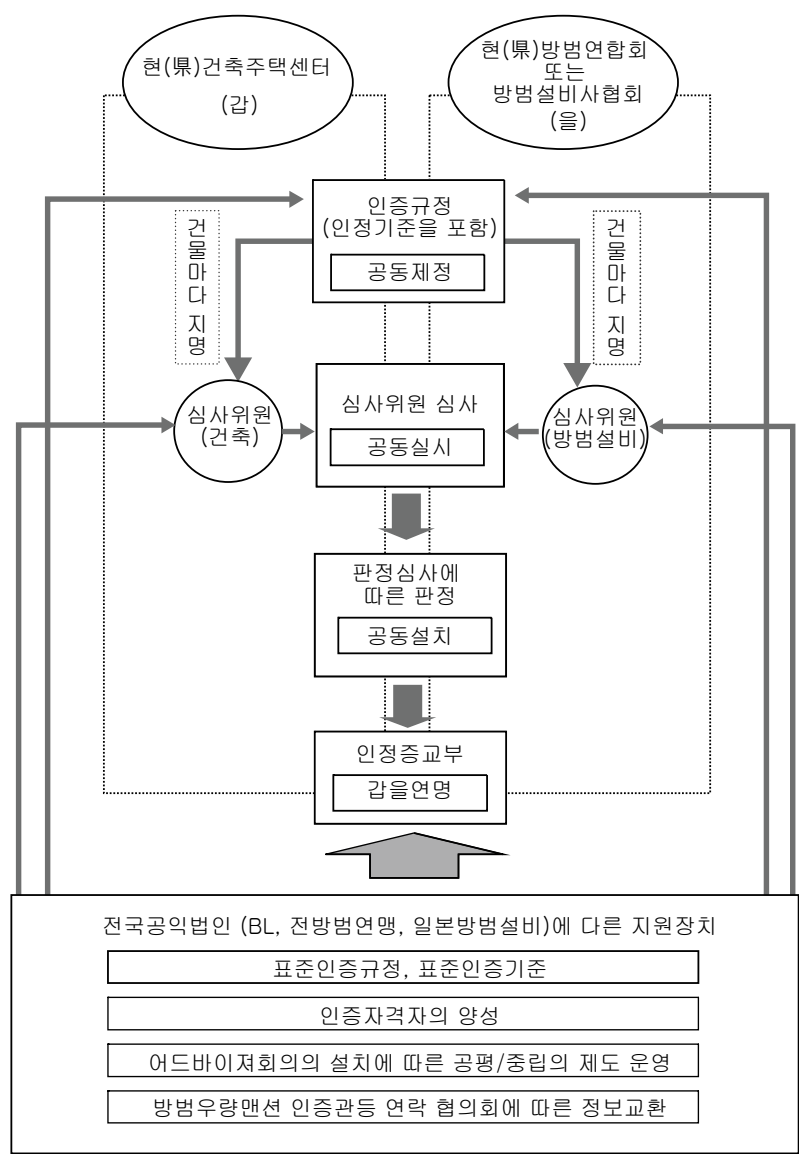 현(県)건축주택센터
(갑)
현(県)방범연합회
또는
방범설비사협회
(을)
인증규정
(인정기준을 포함)
공동제정
건물마다 지명
건물마다 지명
심사위원
(건축)
심사위원 심사
공동실시
심사위원
(방범설비)
판정심사에
따른 판정
공동설치
인정증교부
갑을연명
전국공익법인 (BL, 전방범연맹, 일본방범설비)에 다른 지원장치
표준인증규정, 표준인증기준
인증자격자의 양성
어드바이져회의의 설치에 따른 공평/중립의 제도 운영
방범우량맨션 인증관등 연락 협의회에 따른 정보교환